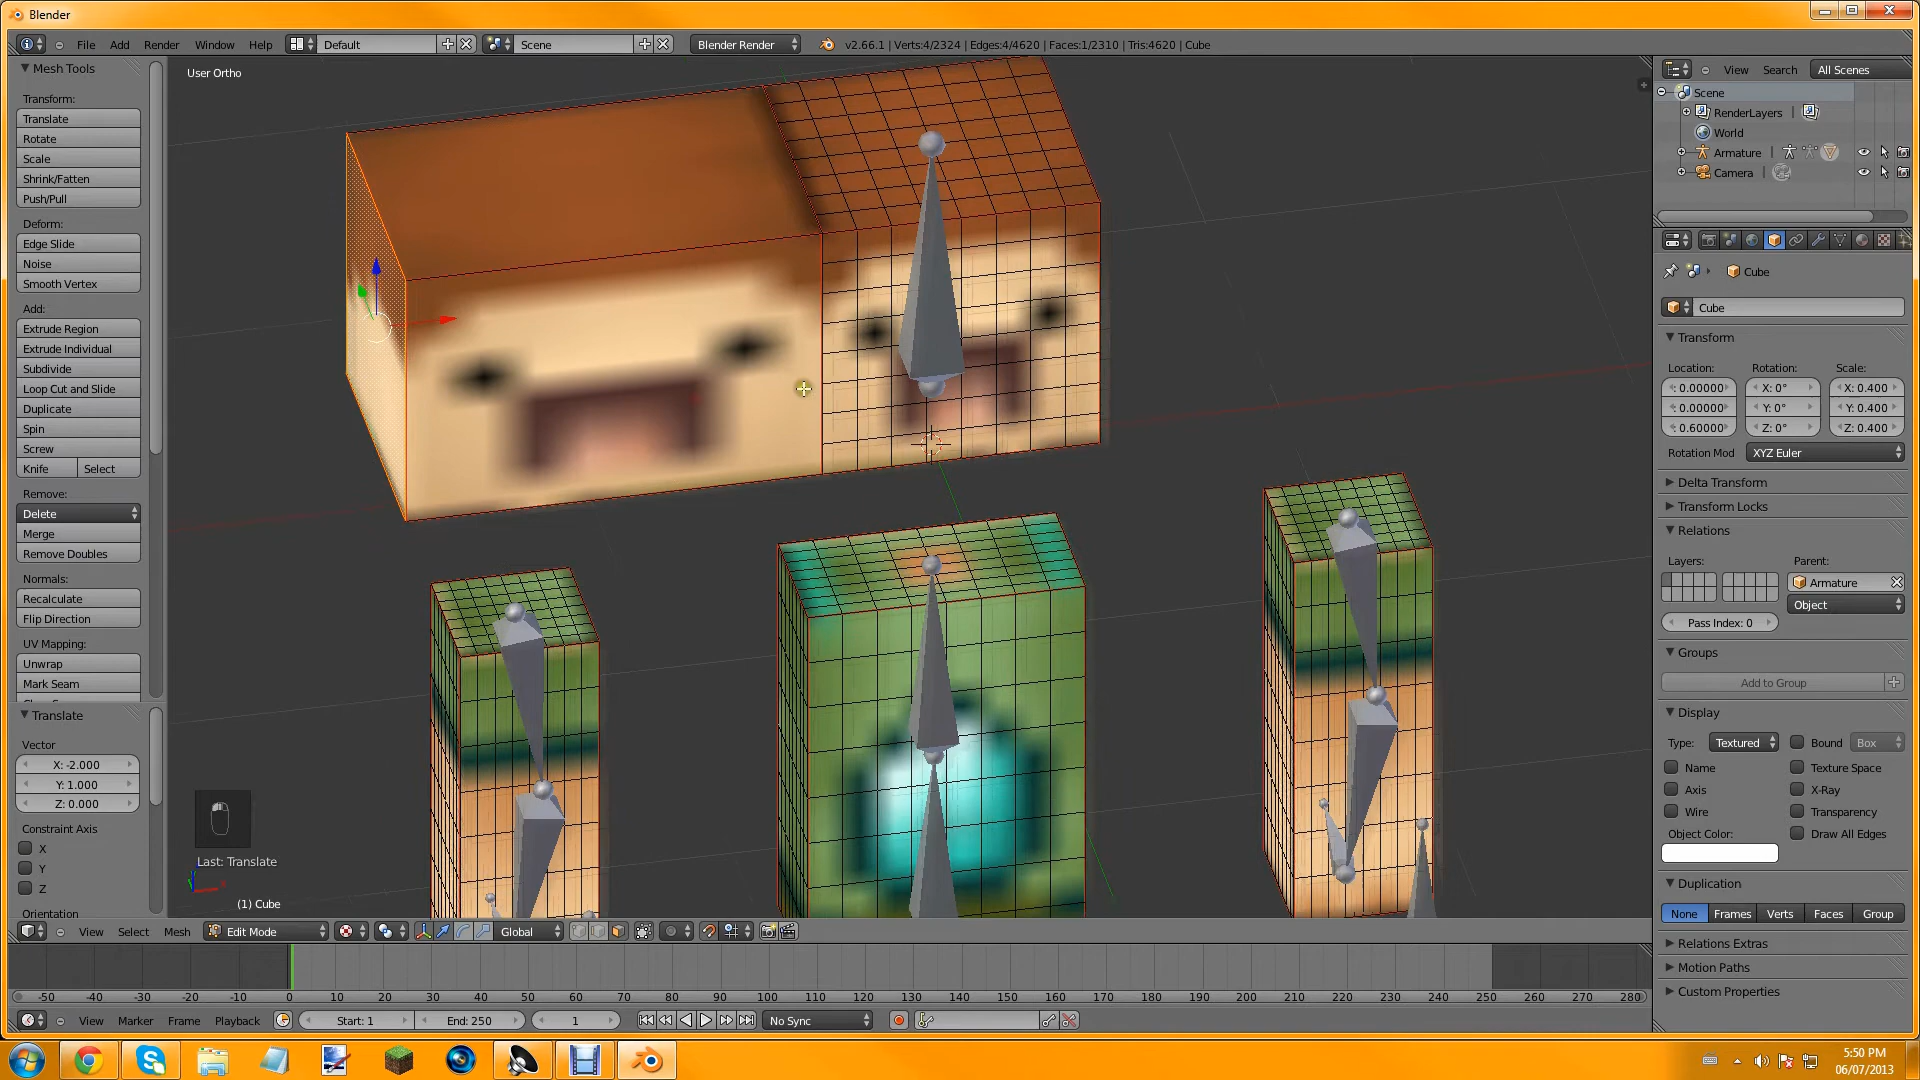 Blender
File Add Render Window Help Default Scene Blender Render v2.66.1 | Verts:4/2324 | Edges:4/4620 | Faces:1/2310 | Tris:4620 | Cube
Mesh Tools
Transform:
Translate
Rotate
Scale
Shrink/Fatten
Push/Pull
Deform:
Edge Slide
Noise
Smooth Vertex
Add:
Extrude Region
Extrude Individual
Subdivide
Loop Cut and Slide
Duplicate
Spin
Screw
Knife Select
Remove:
Delete
Merge
Remove Doubles
Normals:
Recalculate
Flip Direction
UV Mapping:
Unwrap
Mark Seam
Translate
Vector
X: -2.000
Y: 1.000
Z: 0.000
Constraint Axis
X
Y
Z
Orientation
User Ortho
Last: Translate
(1) Cube
View Select Mesh Edit Mode Global
-50 -40 -30 -20 -10 0 10 20 30 40 50 60 70 80 90 100 110 120 130 140 150 160 170 180 190 200 210 220 230 240 250 260 270 280
View Marker Frame Playback Start: 1 End: 250 1 No Sync
View Search All Scenes
Scene
RenderLayers
World
Armature
Camera
Cube
Cube
Transform
Location: Rotation: Scale:
: 0.00000 X: 0° X: 0.400
: 0.00000 Y: 0° Y: 0.400
: 0.60000 Z: 0° Z: 0.400
Rotation Mod XYZ Euler
Delta Transform
Transform Locks
Relations
Layers: Parent:
Armature
Object
Pass Index: 0
Groups
Add to Group
Display
Type: Textured Bound Box
Name Texture Space
Axis X-Ray
Wire Transparency
Object Color: Draw All Edges
Duplication
None Frames Verts Faces Group
Relations Extras
Motion Paths
Custom Properties
5:50 PM
06/07/2013